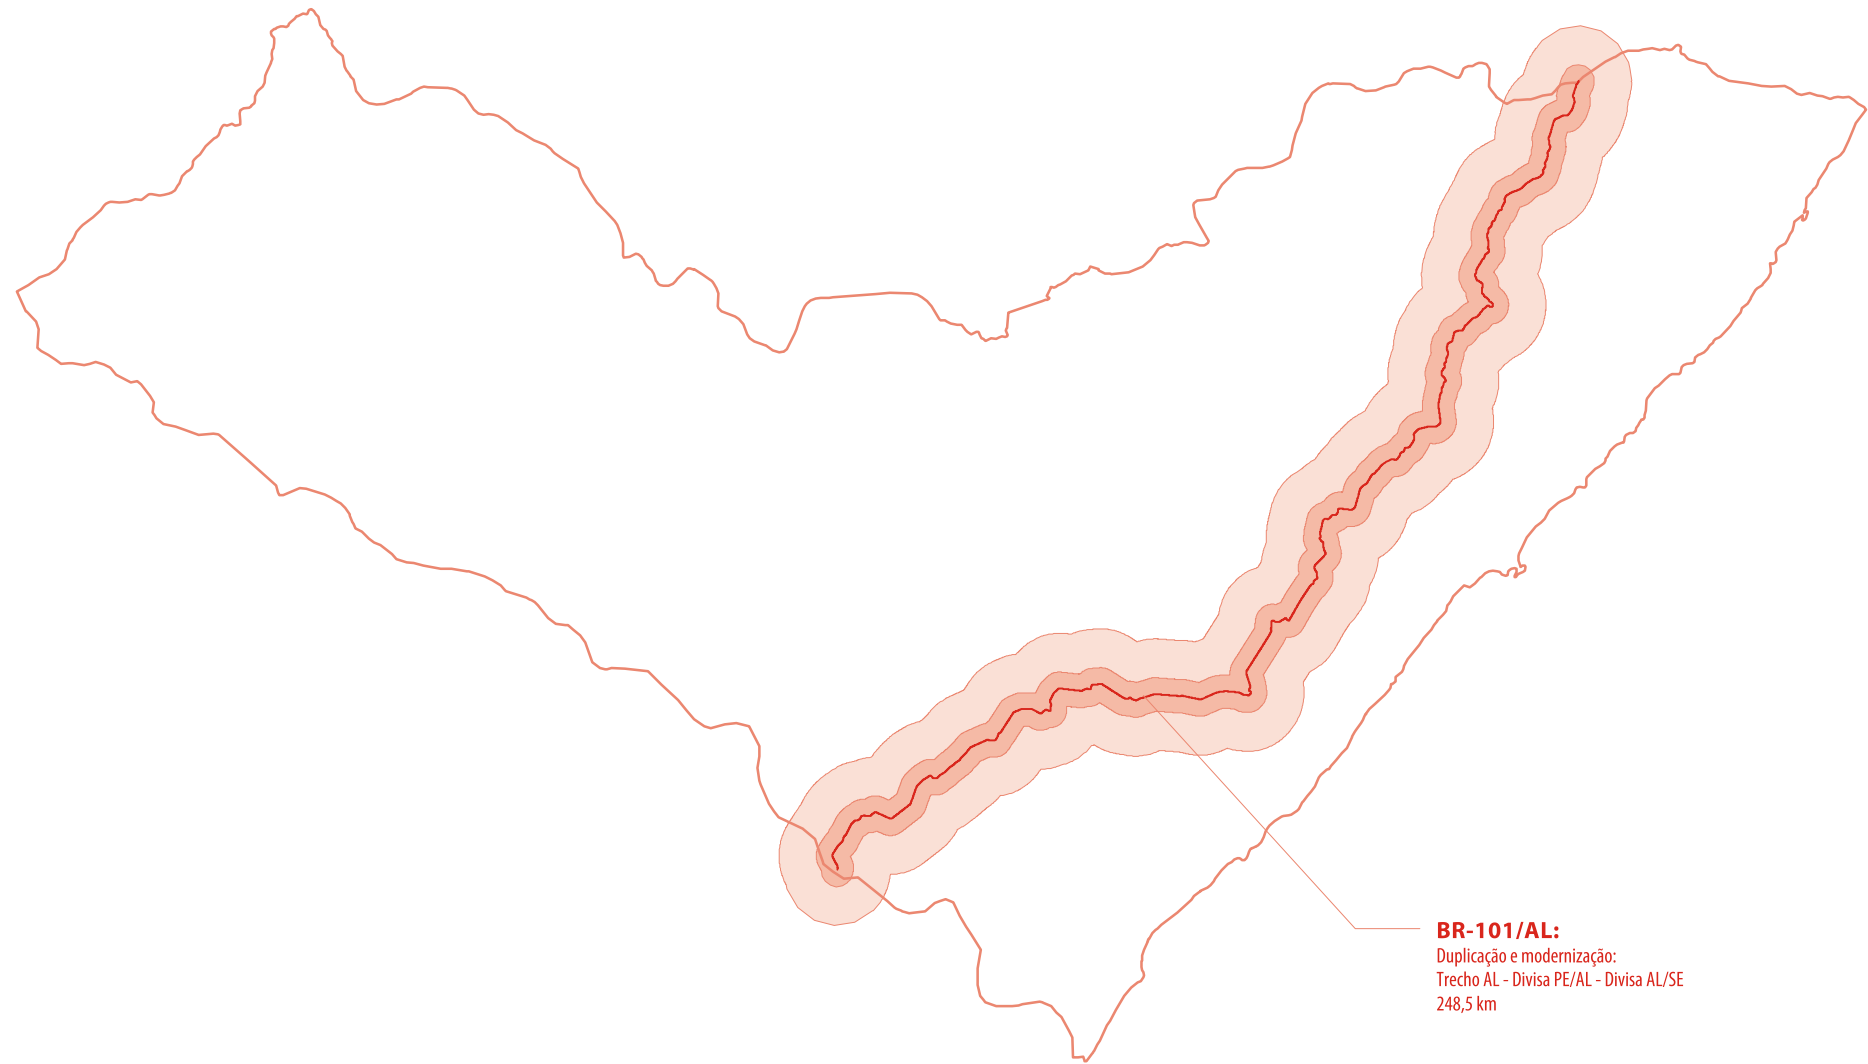 BR-101/AL:
Duplicação e modernização:
Trecho AL - Divisa PE/AL - Divisa AL/SE
248,5 km